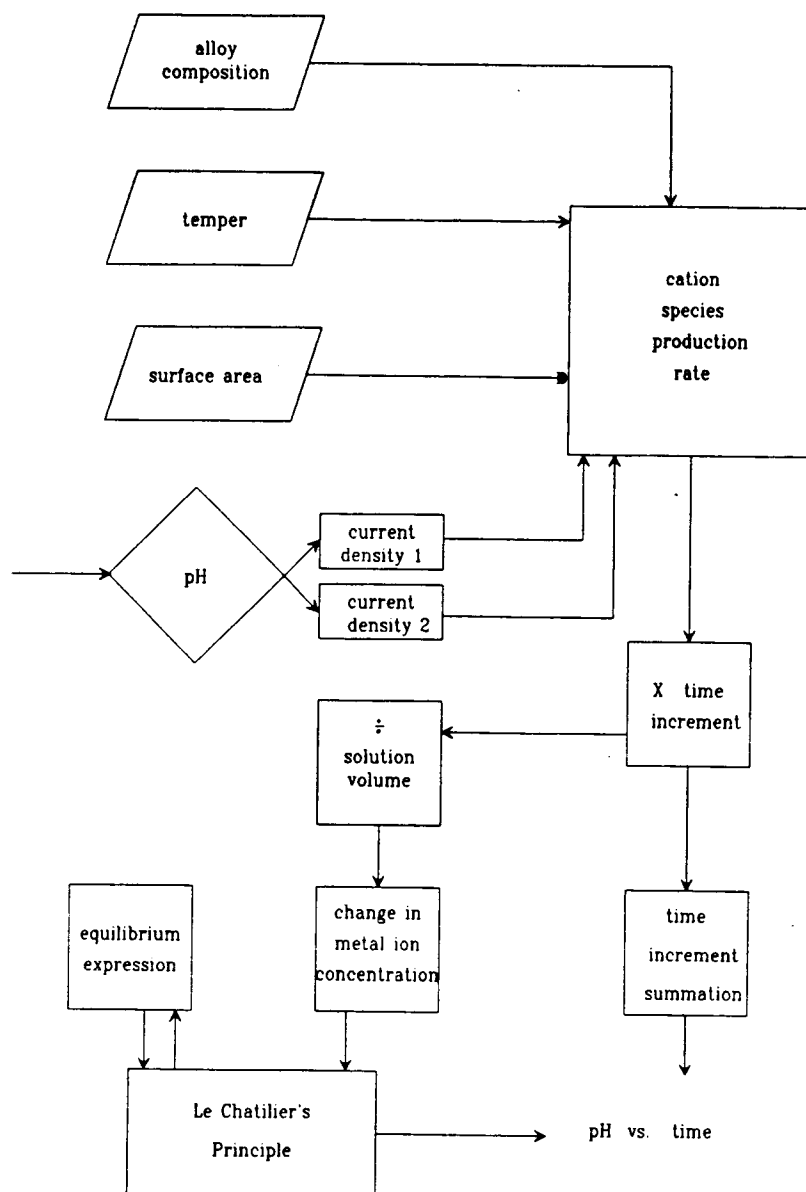 alloy
composition
temper
cation
species
production
rate
surface area
pH
current
density 1
current
density 2
X time
increment
÷
solution
volume
equilibrium
expression
change in
metal ion
concentration
time
increment
summation
Le Chatilier's
Principle
pH vs. time